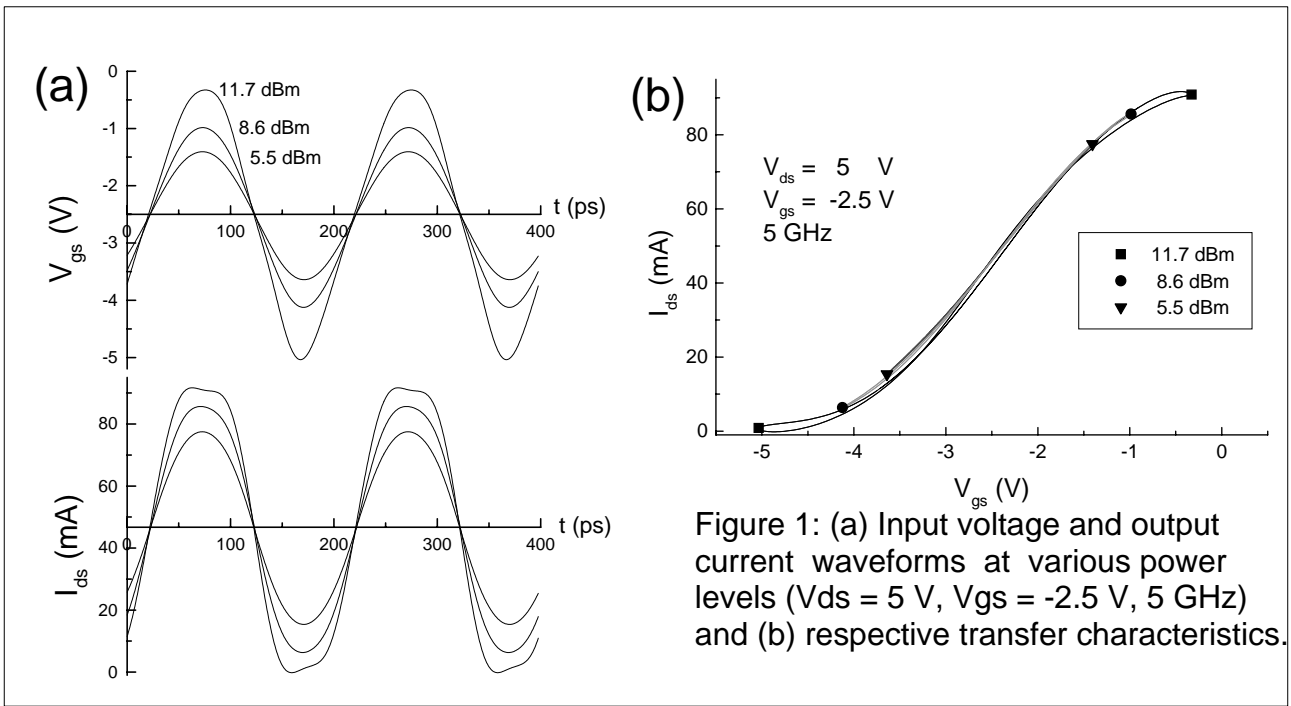 (a)
0
-1
-2
-3
-4
-5
V_gs (V)
11.7 dBm
8.6 dBm
5.5 dBm
t (ps)
0
100
200
300
400
80
60
40
20
0
I_ds (mA)
t (ps)
0
100
200
300
400
(b)
80
60
40
20
0
I_ds (mA)
V_ds = 5 V
V_gs = -2.5 V
5 GHz
11.7 dBm
8.6 dBm
5.5 dBm
-5
-4
-3
-2
-1
0
V_gs (V)
Figure 1: (a) Input voltage and output
current waveforms at various power
levels (Vds = 5 V, Vgs = -2.5 V, 5 GHz)
and (b) respective transfer characteristics.